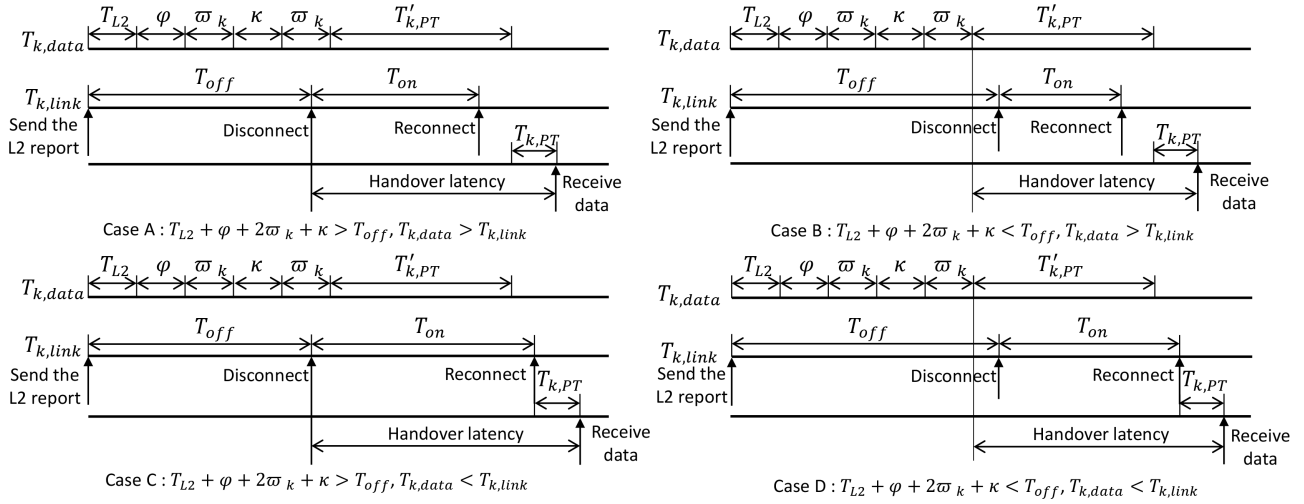 T_{L2} φ ϖ_k κ ϖ_k T′_{k,PT}
T_{k,data}
T_{off} T_{on}
T_{k,link}
Send the
L2 report
Disconnect
Reconnect
T_{k,PT}
Handover latency
Receive
data
Case A : T_{L2} + φ + 2ϖ_k + κ > T_{off}, T_{k,data} > T_{k,link}
T_{L2} φ ϖ_k κ ϖ_k T′_{k,PT}
T_{k,data}
T_{off} T_{on}
T_{k,link}
Send the
L2 report
Disconnect
Reconnect
T_{k,PT}
Handover latency
Receive
data
Case B : T_{L2} + φ + 2ϖ_k + κ < T_{off}, T_{k,data} > T_{k,link}
T_{L2} φ ϖ_k κ ϖ_k T′_{k,PT}
T_{k,data}
T_{off} T_{on}
T_{k,link}
Send the
L2 report
Disconnect
Reconnect
T_{k,PT}
Handover latency
Receive
data
Case C : T_{L2} + φ + 2ϖ_k + κ > T_{off}, T_{k,data} < T_{k,link}
T_{L2} φ ϖ_k κ ϖ_k T′_{k,PT}
T_{k,data}
T_{off} T_{on}
T_{k,link}
Send the
L2 report
Disconnect
Reconnect
T_{k,PT}
Handover latency
Receive
data
Case D : T_{L2} + φ + 2ϖ_k + κ < T_{off}, T_{k,data} < T_{k,link}